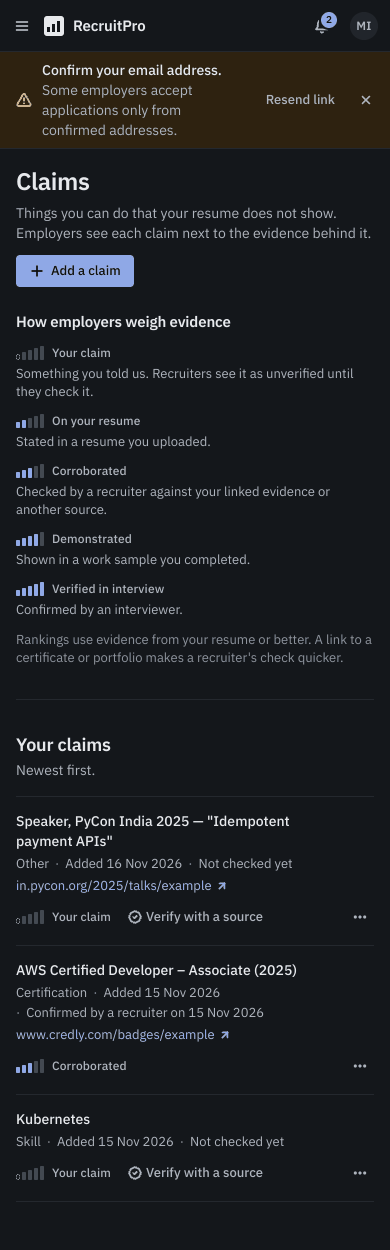 RecruitPro
2
MI
Confirm your email address.
Some employers accept
applications only from
confirmed addresses.
Resend link
Claims
Things you can do that your resume does not show.
Employers see each claim next to the evidence behind it.
Add a claim
How employers weigh evidence
Your claim
Something you told us. Recruiters see it as unverified until
they check it.
On your resume
Stated in a resume you uploaded.
Corroborated
Checked by a recruiter against your linked evidence or
another source.
Demonstrated
Shown in a work sample you completed.
Verified in interview
Confirmed by an interviewer.
Rankings use evidence from your resume or better. A link to a
certificate or portfolio makes a recruiter's check quicker.
Your claims
Newest first.
Speaker, PyCon India 2025 — "Idempotent
payment APIs"
Other · Added 16 Nov 2026 · Not checked yet
in.pycon.org/2025/talks/example
Your claim Verify with a source
AWS Certified Developer – Associate (2025)
Certification · Added 15 Nov 2026
· Confirmed by a recruiter on 15 Nov 2026
www.credly.com/badges/example
Corroborated
Kubernetes
Skill · Added 15 Nov 2026 · Not checked yet
Your claim Verify with a source